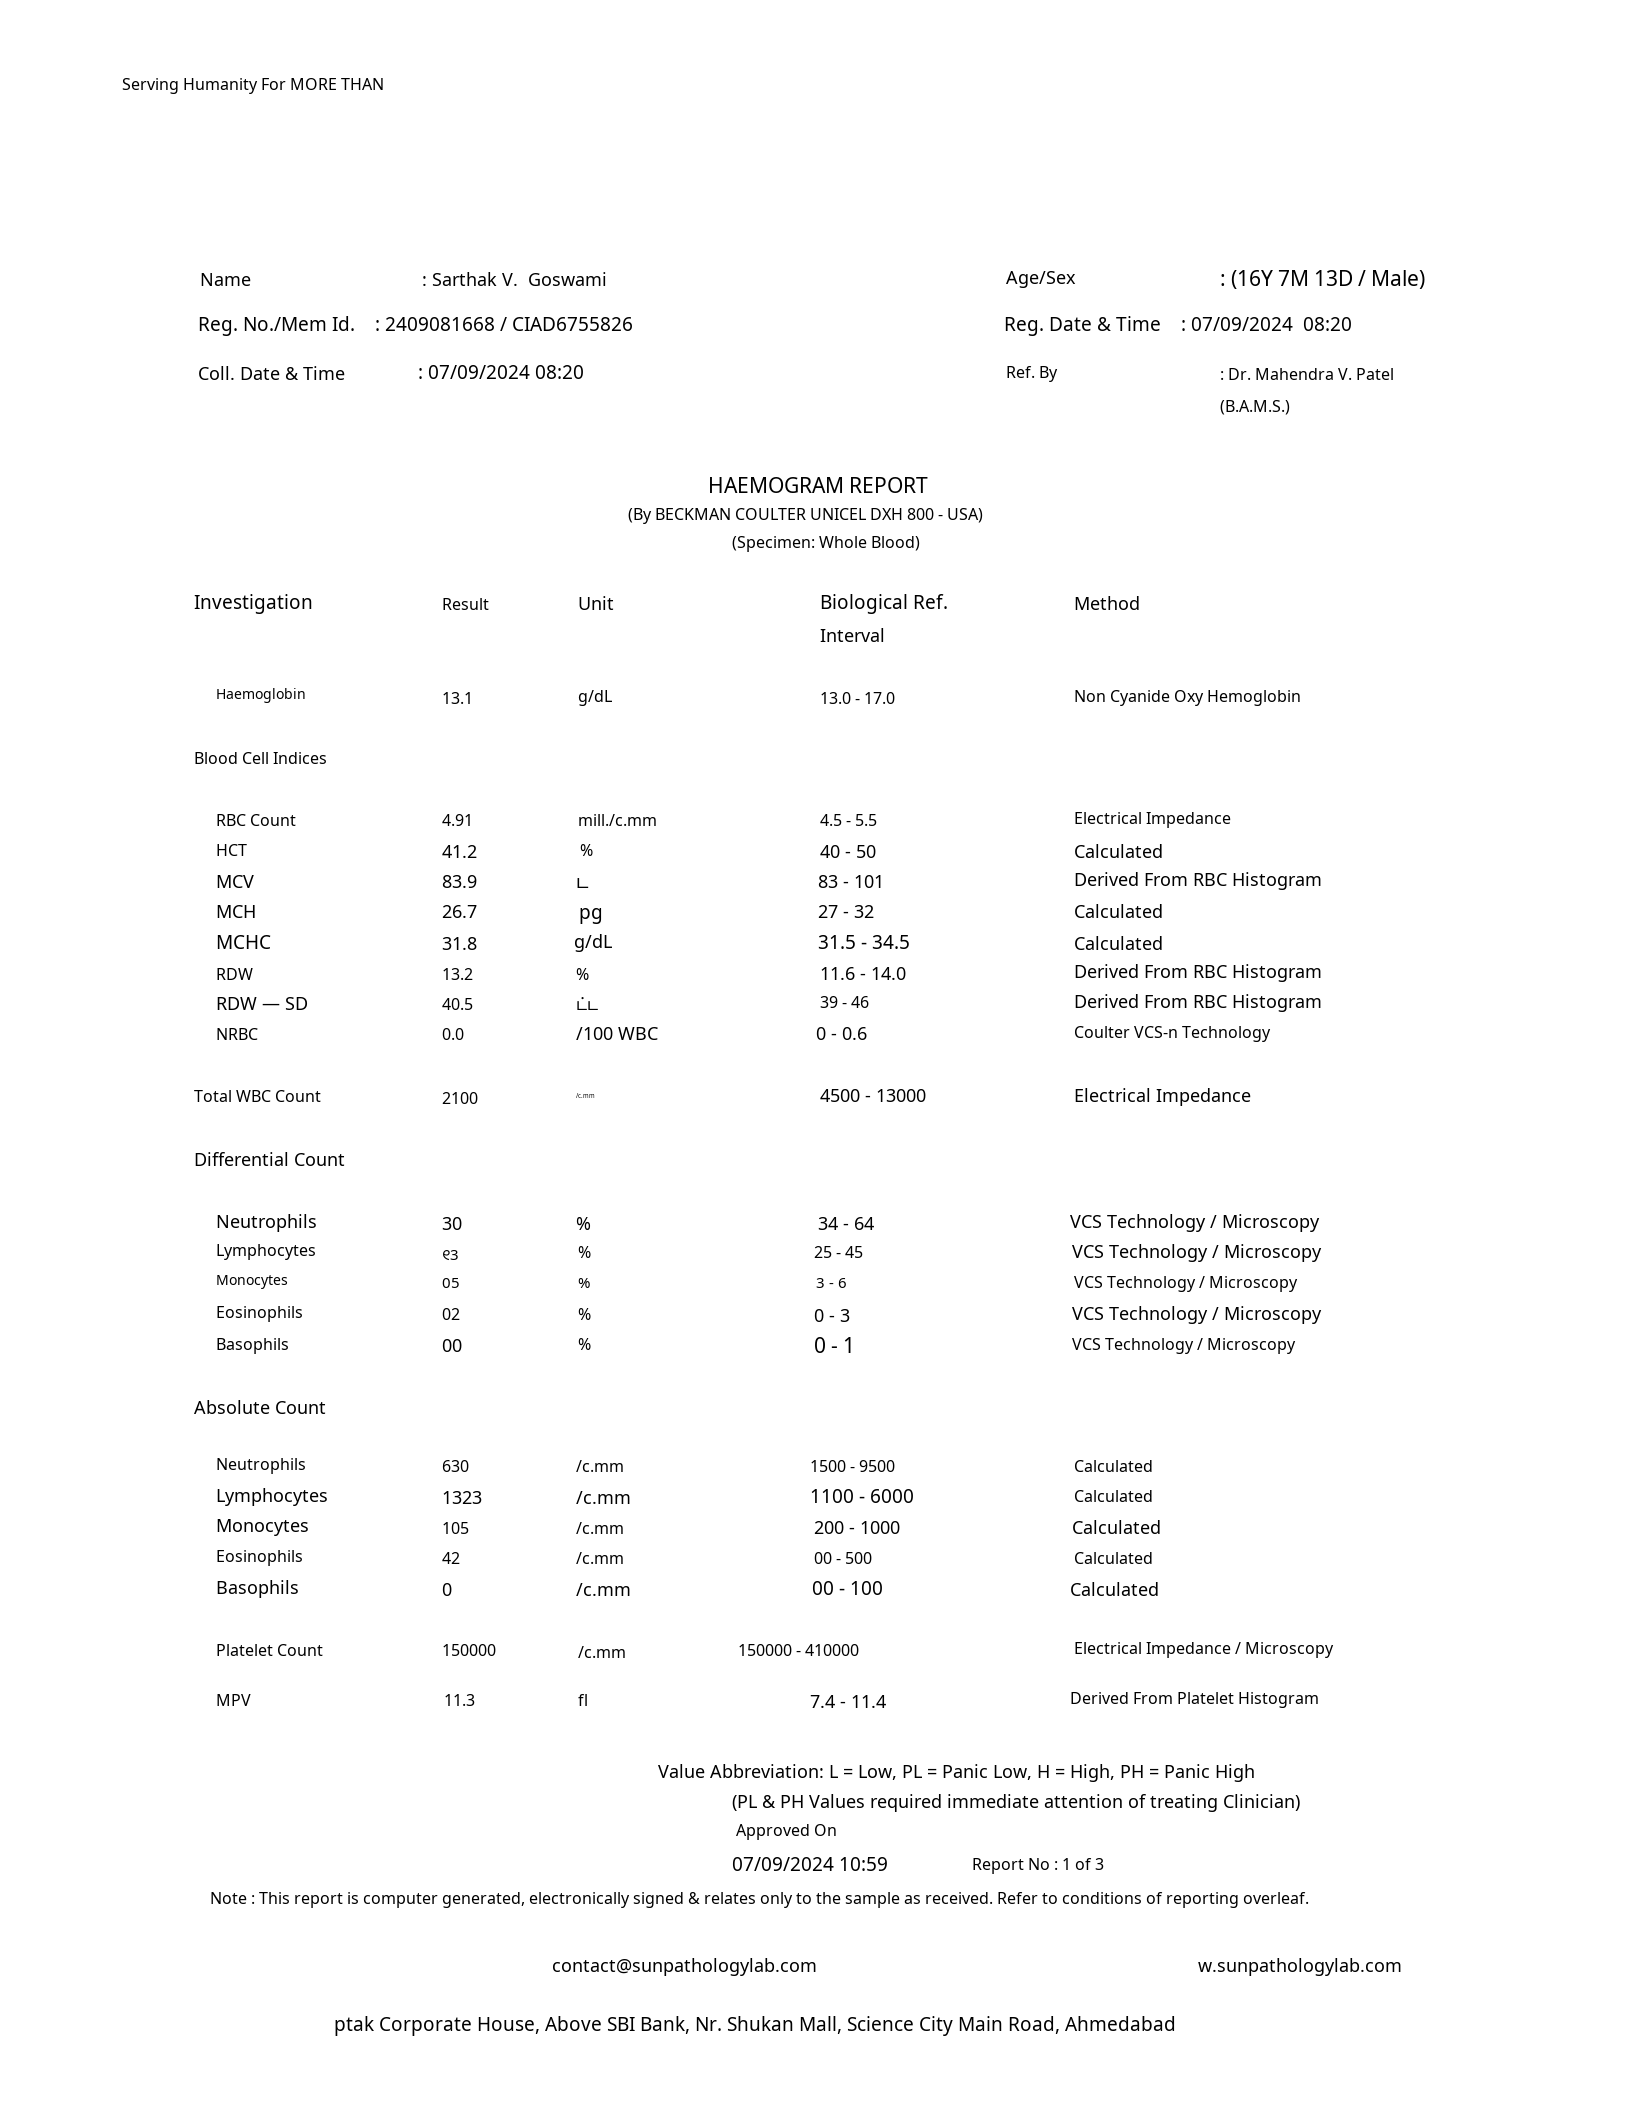 Serving Humanity For MORE THAN
Name : Sarthak V. Goswami Age/Sex : (16Y 7M 13D / Male)
Reg. No./Mem Id. : 2409081668 / CIAD6755826 Reg. Date & Time : 07/09/2024 08:20
Coll. Date & Time : 07/09/2024 08:20 Ref. By : Dr. Mahendra V. Patel
(B.A.M.S.)
HAEMOGRAM REPORT
(By BECKMAN COULTER UNICEL DXH 800 - USA)
(Specimen: Whole Blood)
Investigation Result Unit Biological Ref. Method
Interval
Haemoglobin 13.1 g/dL 13.0 - 17.0 Non Cyanide Oxy Hemoglobin
Blood Cell Indices
RBC Count 4.91 mill./c.mm 4.5 - 5.5 Electrical Impedance
HCT 41.2 % 40 - 50 Calculated
MCV 83.9 83 - 101 Derived From RBC Histogram
MCH 26.7 pg 27 - 32 Calculated
MCHC 31.8 g/dL 31.5 - 34.5 Calculated
RDW 13.2 % 11.6 - 14.0 Derived From RBC Histogram
RDW — SD 40.5 39 - 46 Derived From RBC Histogram
NRBC 0.0 /100 WBC 0 - 0.6 Coulter VCS-n Technology
Total WBC Count 2100 /c.mm 4500 - 13000 Electrical Impedance
Differential Count
Neutrophils 30 % 34 - 64 VCS Technology / Microscopy
Lymphocytes % 25 - 45 VCS Technology / Microscopy
Monocytes 05 % 3 - 6 VCS Technology / Microscopy
Eosinophils 02 % 0 - 3 VCS Technology / Microscopy
Basophils 00 % 0 - 1 VCS Technology / Microscopy
Absolute Count
Neutrophils 630 /c.mm 1500 - 9500 Calculated
Lymphocytes 1323 /c.mm 1100 - 6000 Calculated
Monocytes 105 /c.mm 200 - 1000 Calculated
Eosinophils 42 /c.mm 00 - 500 Calculated
Basophils 0 /c.mm 00 - 100 Calculated
Platelet Count 150000 /c.mm 150000 - 410000 Electrical Impedance / Microscopy
MPV 11.3 fl 7.4 - 11.4 Derived From Platelet Histogram
Value Abbreviation: L = Low, PL = Panic Low, H = High, PH = Panic High
(PL & PH Values required immediate attention of treating Clinician)
Approved On
07/09/2024 10:59 Report No : 1 of 3
Note : This report is computer generated, electronically signed & relates only to the sample as received. Refer to conditions of reporting overleaf.
contact@sunpathologylab.com w.sunpathologylab.com
ptak Corporate House, Above SBI Bank, Nr. Shukan Mall, Science City Main Road, Ahmedabad